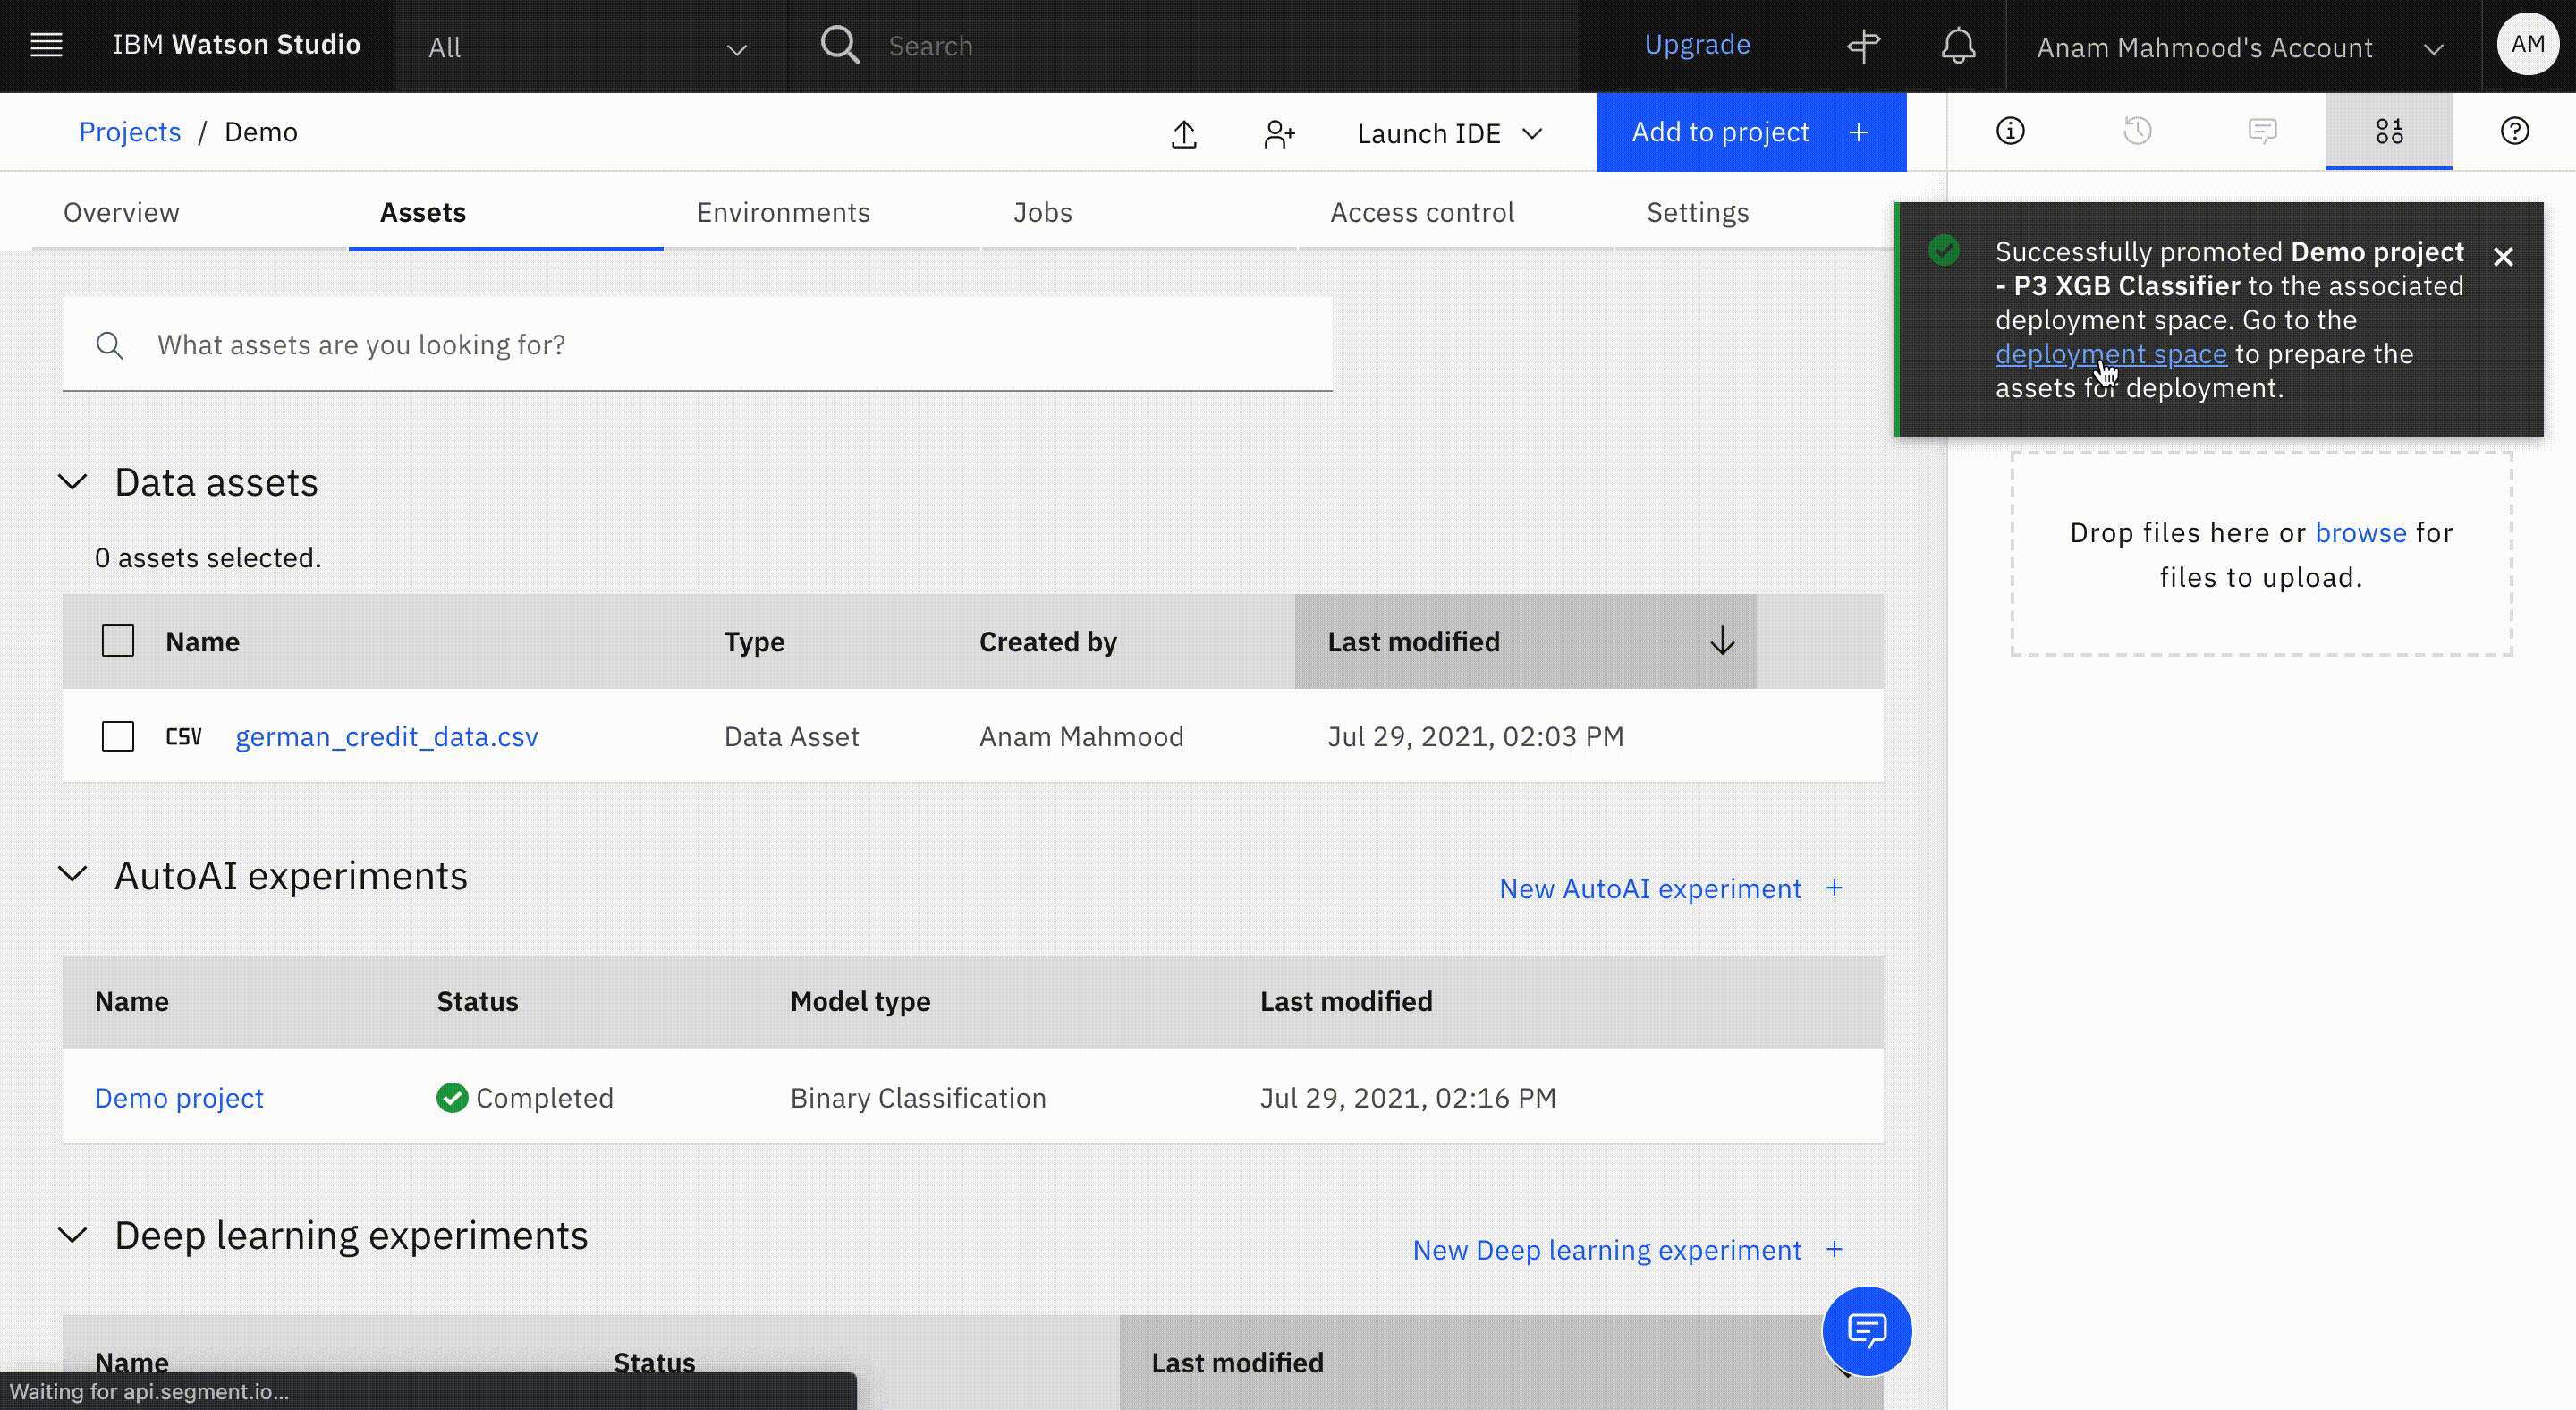 IBM Watson Studio
All
Search
Upgrade
Anam Mahmood's Account
AM
Projects / Demo
Launch IDE
Add to project +
Overview
Assets
Environments
Jobs
Access control
Settings
Successfully promoted Demo project
- P3 XGB Classifier to the associated
deployment space. Go to the
deployment space to prepare the
assets for deployment.
What assets are you looking for?
Drop files here or browse for
files to upload.
Data assets
0 assets selected.
Name Type Created by Last modified
CSV german_credit_data.csv Data Asset Anam Mahmood Jul 29, 2021, 02:03 PM
AutoAI experiments
New AutoAI experiment +
Name Status Model type Last modified
Demo project Completed Binary Classification Jul 29, 2021, 02:16 PM
Deep learning experiments
New Deep learning experiment +
Name Status Last modified
Waiting for api.segment.io...